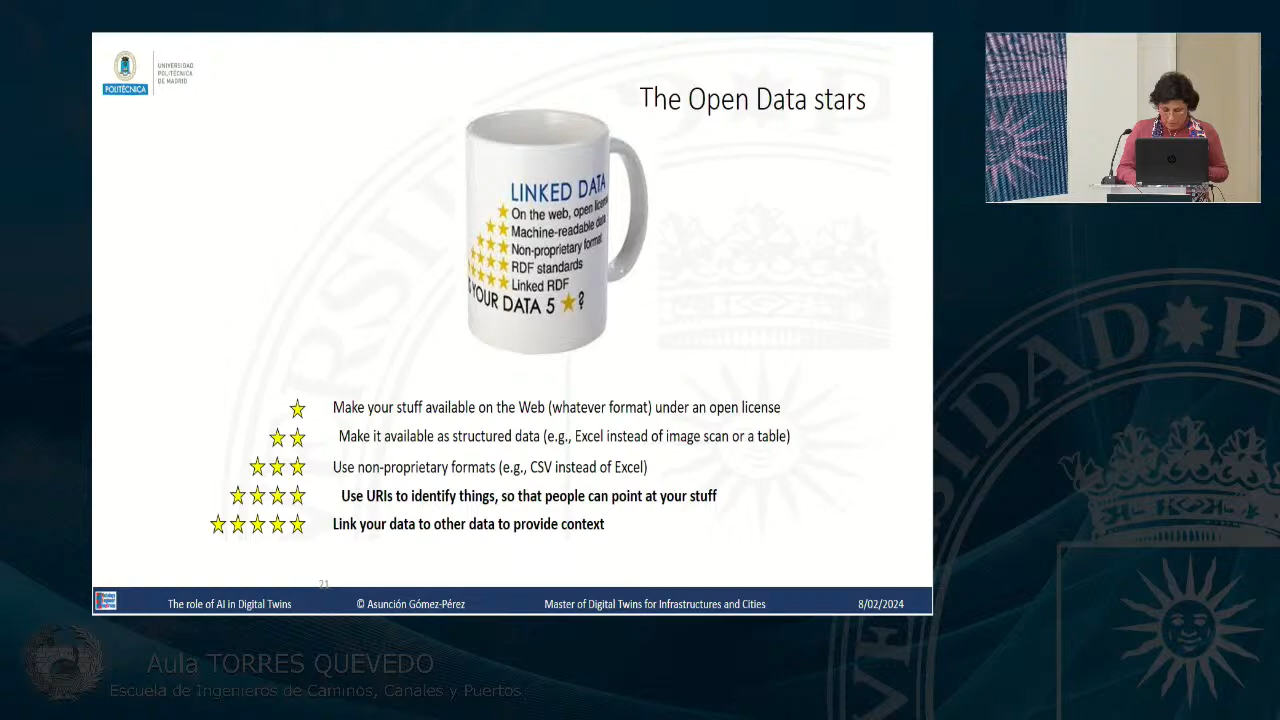 UNIVERSIDAD
POLITÉCNICA
DE MADRID
POLITÉCNICA
The Open Data stars
LINKED DATA
On the web, open license
Machine-readable data
Non-proprietary format
RDF standards
Linked RDF
YOUR DATA 5 ?
Make your stuff available on the Web (whatever format) under an open license
Make it available as structured data (e.g., Excel instead of image scan or a table)
Use non-proprietary formats (e.g., CSV instead of Excel)
Use URIs to identify things, so that people can point at your stuff
Link your data to other data to provide context
21
The role of AI in Digital Twins
© Asunción Gómez-Pérez
Master of Digital Twins for Infrastructures and Cities
8/02/2024
Aula TORRES QUEVEDO
Escuela de Ingenieros de Caminos, Canales y Puertos